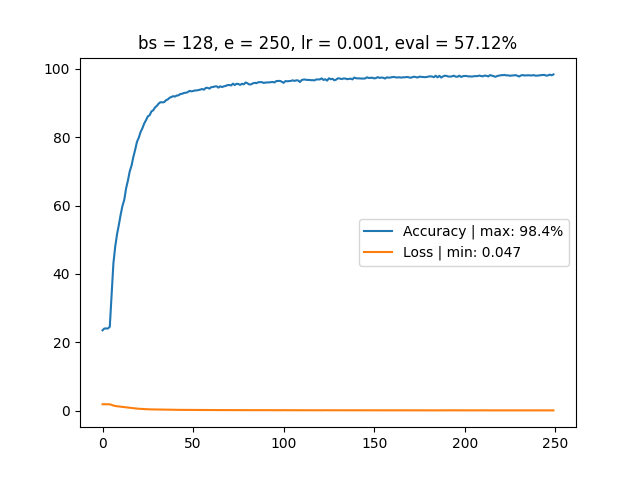 bs = 128, e = 250, lr = 0.001, eval = 57.12%
100
80
60
40
20
0
Accuracy | max: 98.4%
Loss | min: 0.047
0 50 100 150 200 250